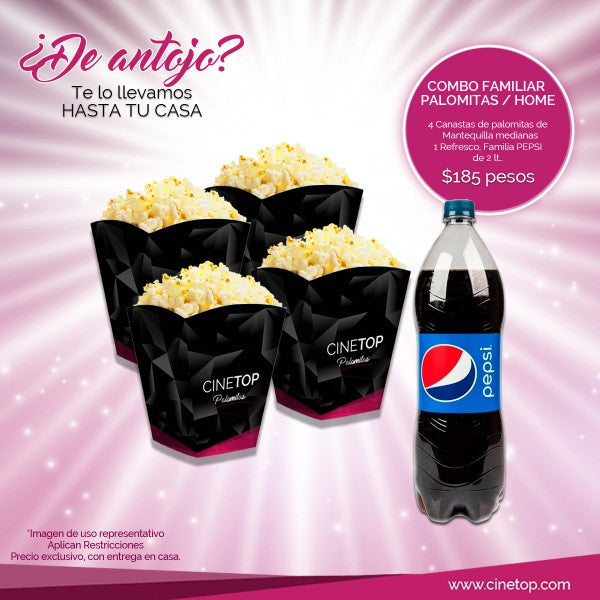 ¿De antojo?
Te lo llevamos
HASTA TU CASA
COMBO FAMILIAR
PALOMITAS / HOME
4 Canastas de palomitas de
Mantequilla medianas
1 Refresco, Familia PEPSI
de 2 lt..
$185 pesos
CINETOP
Palomitas
CINETOP
Palomitas
pepsi.
*Imagen de uso representativo
Aplican Restricciones
Precio exclusivo, con entrega en casa.
www.cinetop.com